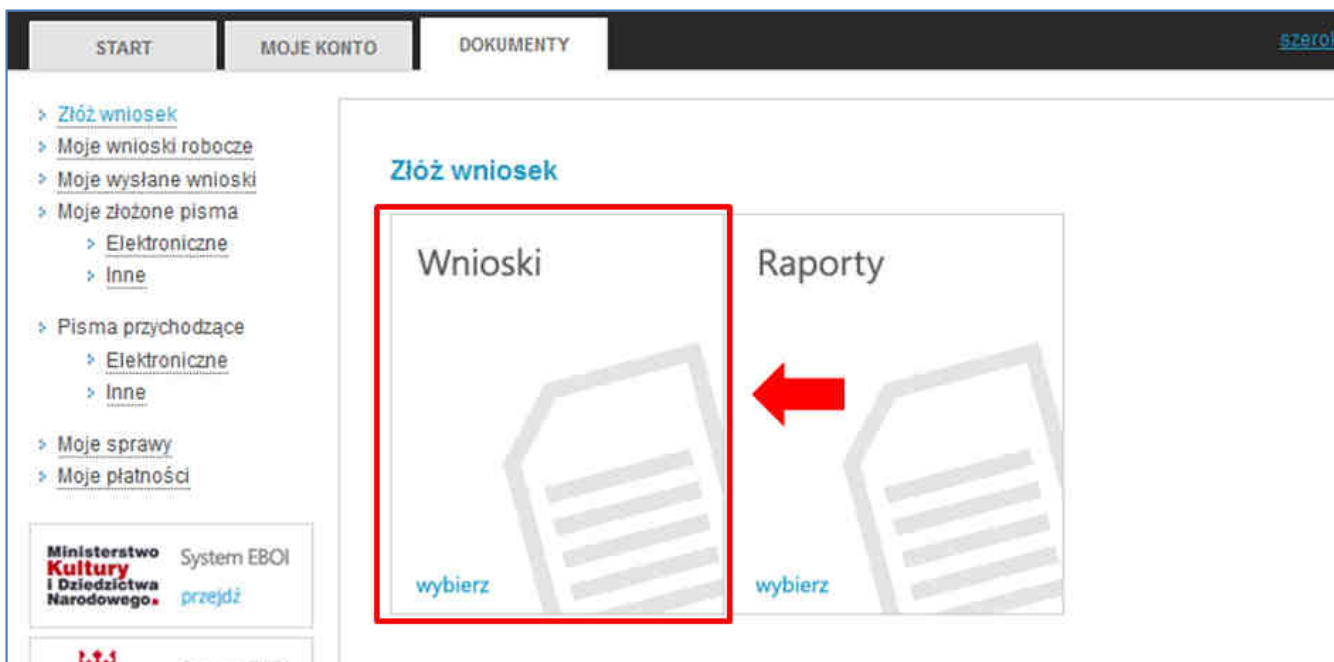 START
MOJE KONTO
DOKUMENTY
Złóż wniosek
Moje wnioski robocze
Moje wysłane wnioski
Moje złożone pisma
Elektroniczne
Inne
Pisma przychodzące
Elektroniczne
Inne
Moje sprawy
Moje płatności
Ministerstwo
Kultury
i Dziedzictwa
Narodowego.
System EBOI
przejdź
Złóż wniosek
Wnioski
wybierz
Raporty
wybierz